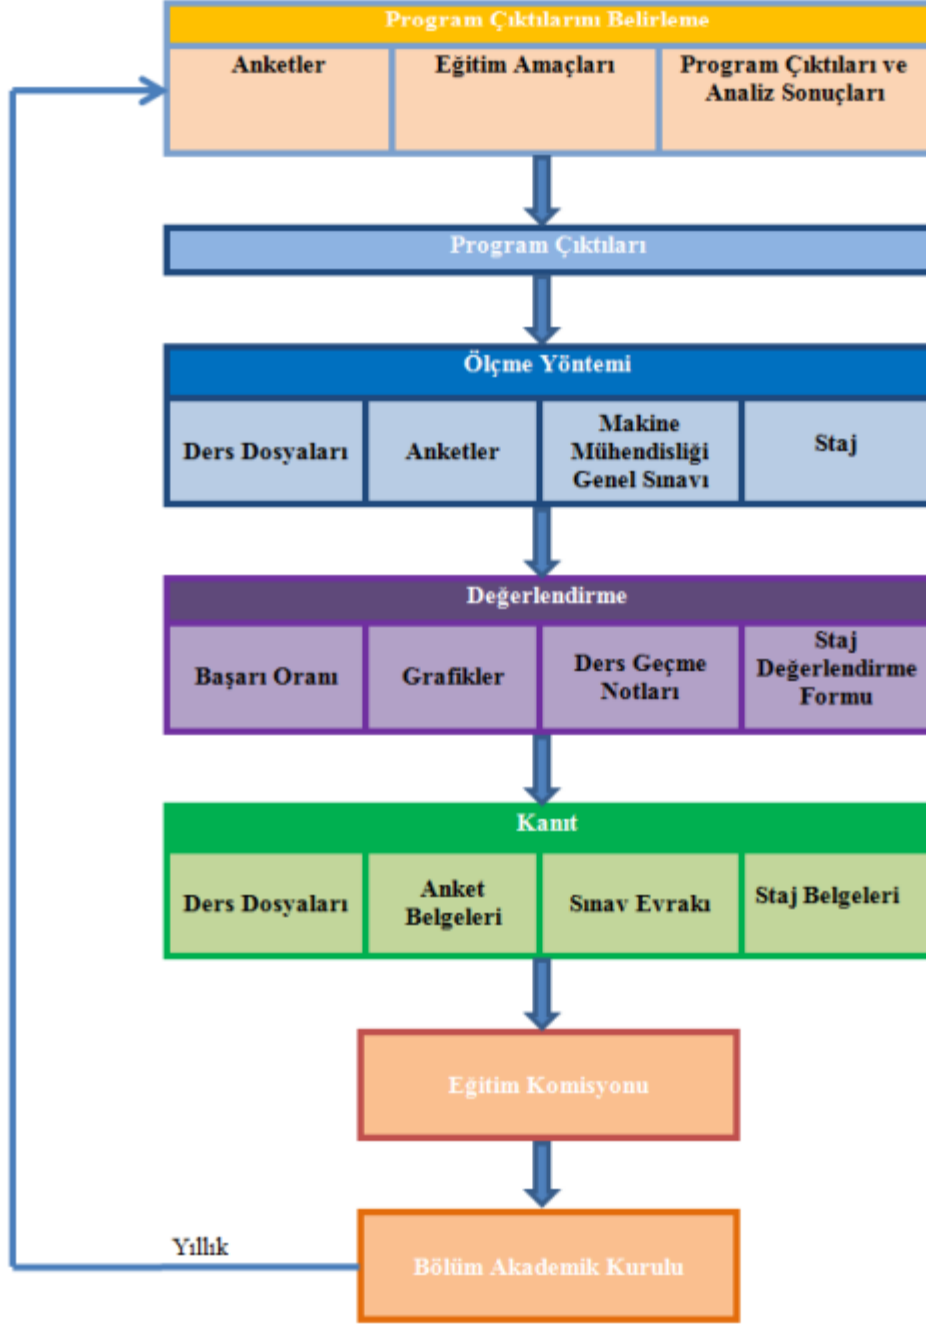 Program Çıktılarını Belirleme
Anketler
Eğitim Amaçları
Program Çıktıları ve
Analiz Sonuçları
Program Çıktıları
Ölçme Yöntemi
Ders Dosyaları
Anketler
Makine
Mühendisliği
Genel Sınavı
Staj
Değerlendirme
Başarı Oranı
Grafikler
Ders Geçme
Notları
Staj
Değerlendirme
Formu
Kanıt
Ders Dosyaları
Anket
Belgeleri
Sınav Evrakı
Staj Belgeleri
Eğitim Komisyonu
Yıllık
Bölüm Akademik Kurulu